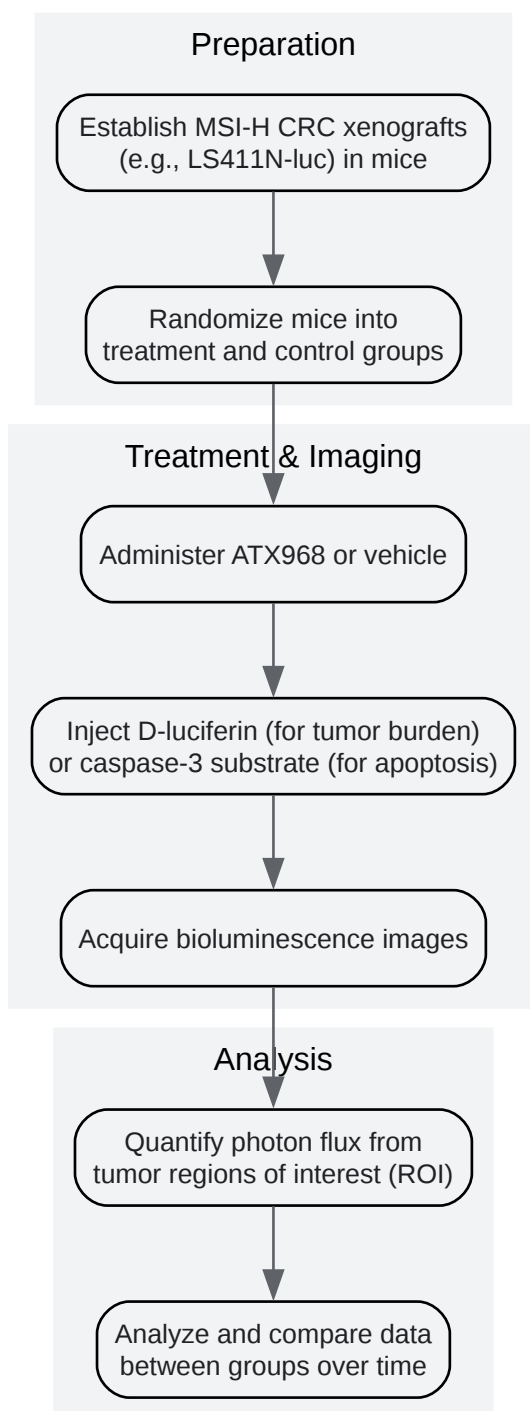 Preparation
Establish MSI-H CRC xenografts
(e.g., LS411N-luc) in mice
Randomize mice into
treatment and control groups
Treatment & Imaging
Administer ATX968 or vehicle
Inject D-luciferin (for tumor burden)
or caspase-3 substrate (for apoptosis)
Acquire bioluminescence images
Analysis
Quantify photon flux from
tumor regions of interest (ROI)
Analyze and compare data
between groups over time